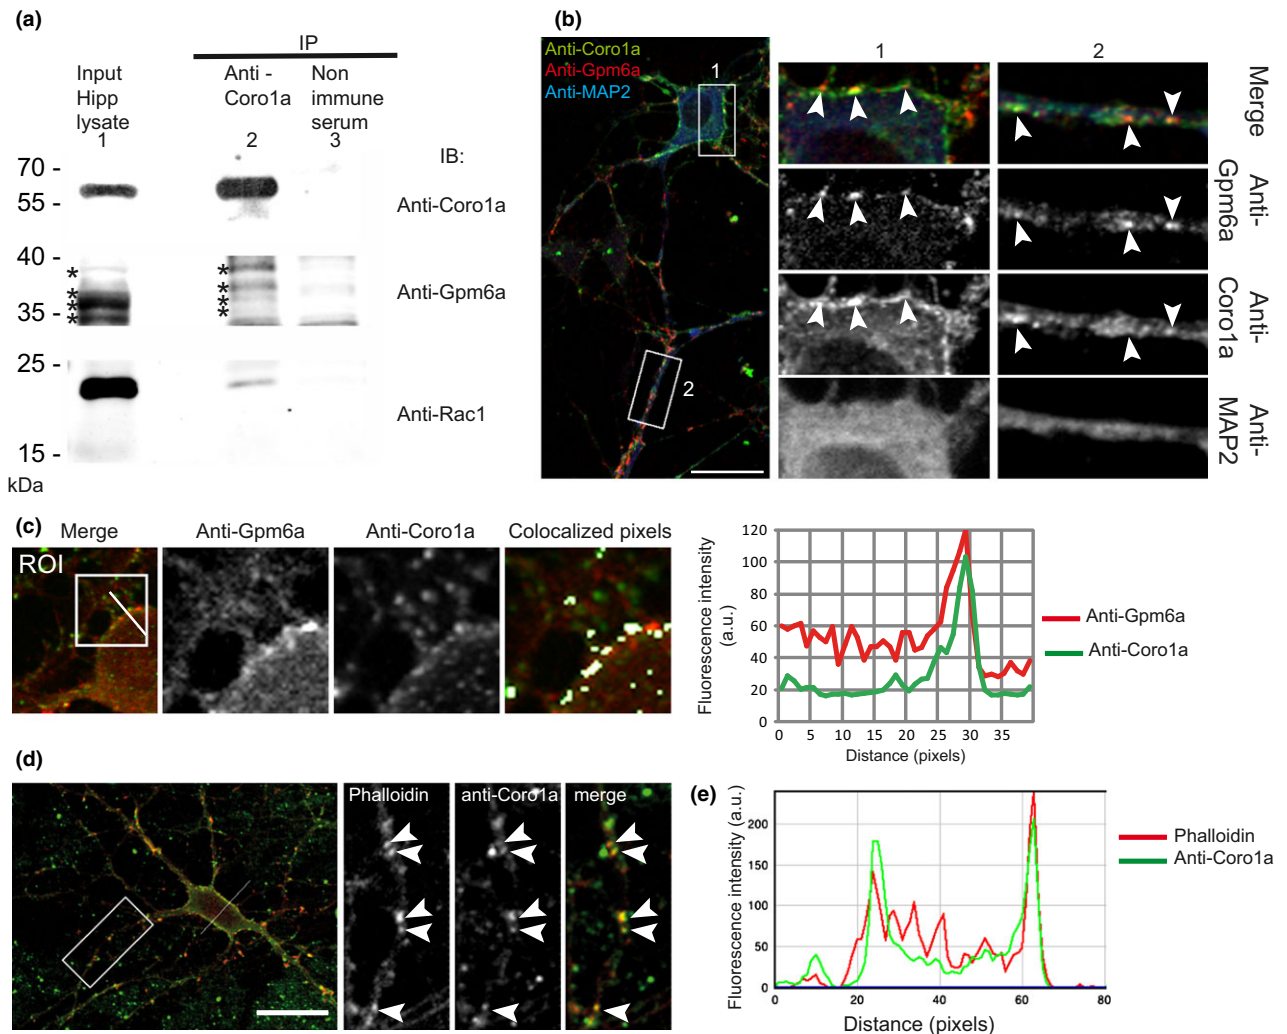 (a)
IP
Input
Hipp
lysate
1
Anti -
Coro1a
2
Non
immune
serum
3
IB:
70 -
55 -
Anti-Coro1a
40 -
* * * *
* * * *
35 -
Anti-Gpm6a
25 -
Anti-Rac1
15 -
kDa
(b)
Anti-Coro1a
Anti-Gpm6a
Anti-MAP2
1
2
1
2
Merge
Anti-
Gpm6a
Anti-
Coro1a
Anti-
MAP2
(c)
Merge
Anti-Gpm6a
Anti-Coro1a
Colocalized pixels
ROI
Fluorescence intensity
(a.u.)
120
100
80
60
40
20
0
0 5 10 15 20 25 30 35
Distance (pixels)
Anti-Gpm6a
Anti-Coro1a
(d)
Phalloidin
anti-Coro1a
merge
(e)
Fluorescence intensity (a.u.)
200
150
100
50
0
0 20 40 60 80
Distance (pixels)
Phalloidin
Anti-Coro1a